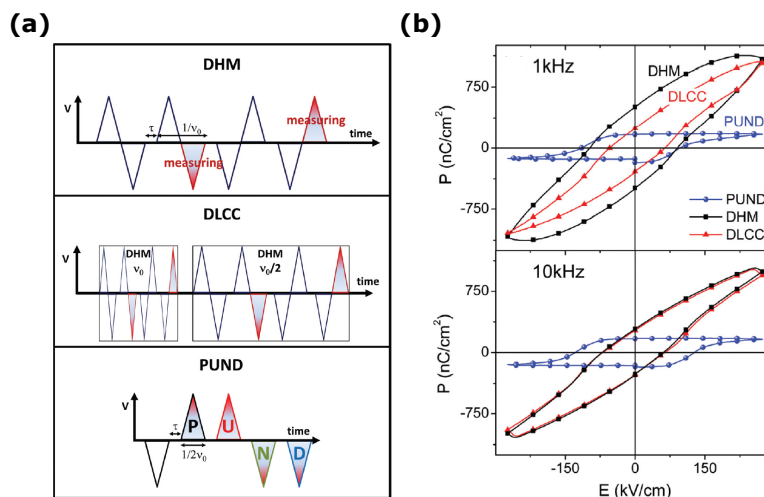 (a)
DHM
V
τ
1/ν₀
measuring
time
measuring
DLCC
V
DHM
ν₀
DHM
ν₀/2
time
PUND
V
τ
P
U
time
1/2ν₀
N
D
(b)
1kHz
DHM
DLCC
PUND
750
0
-750
P (nC/cm²)
PUND
DHM
DLCC
10kHz
750
0
-750
P (nC/cm²)
-150
0
150
E (kV/cm)